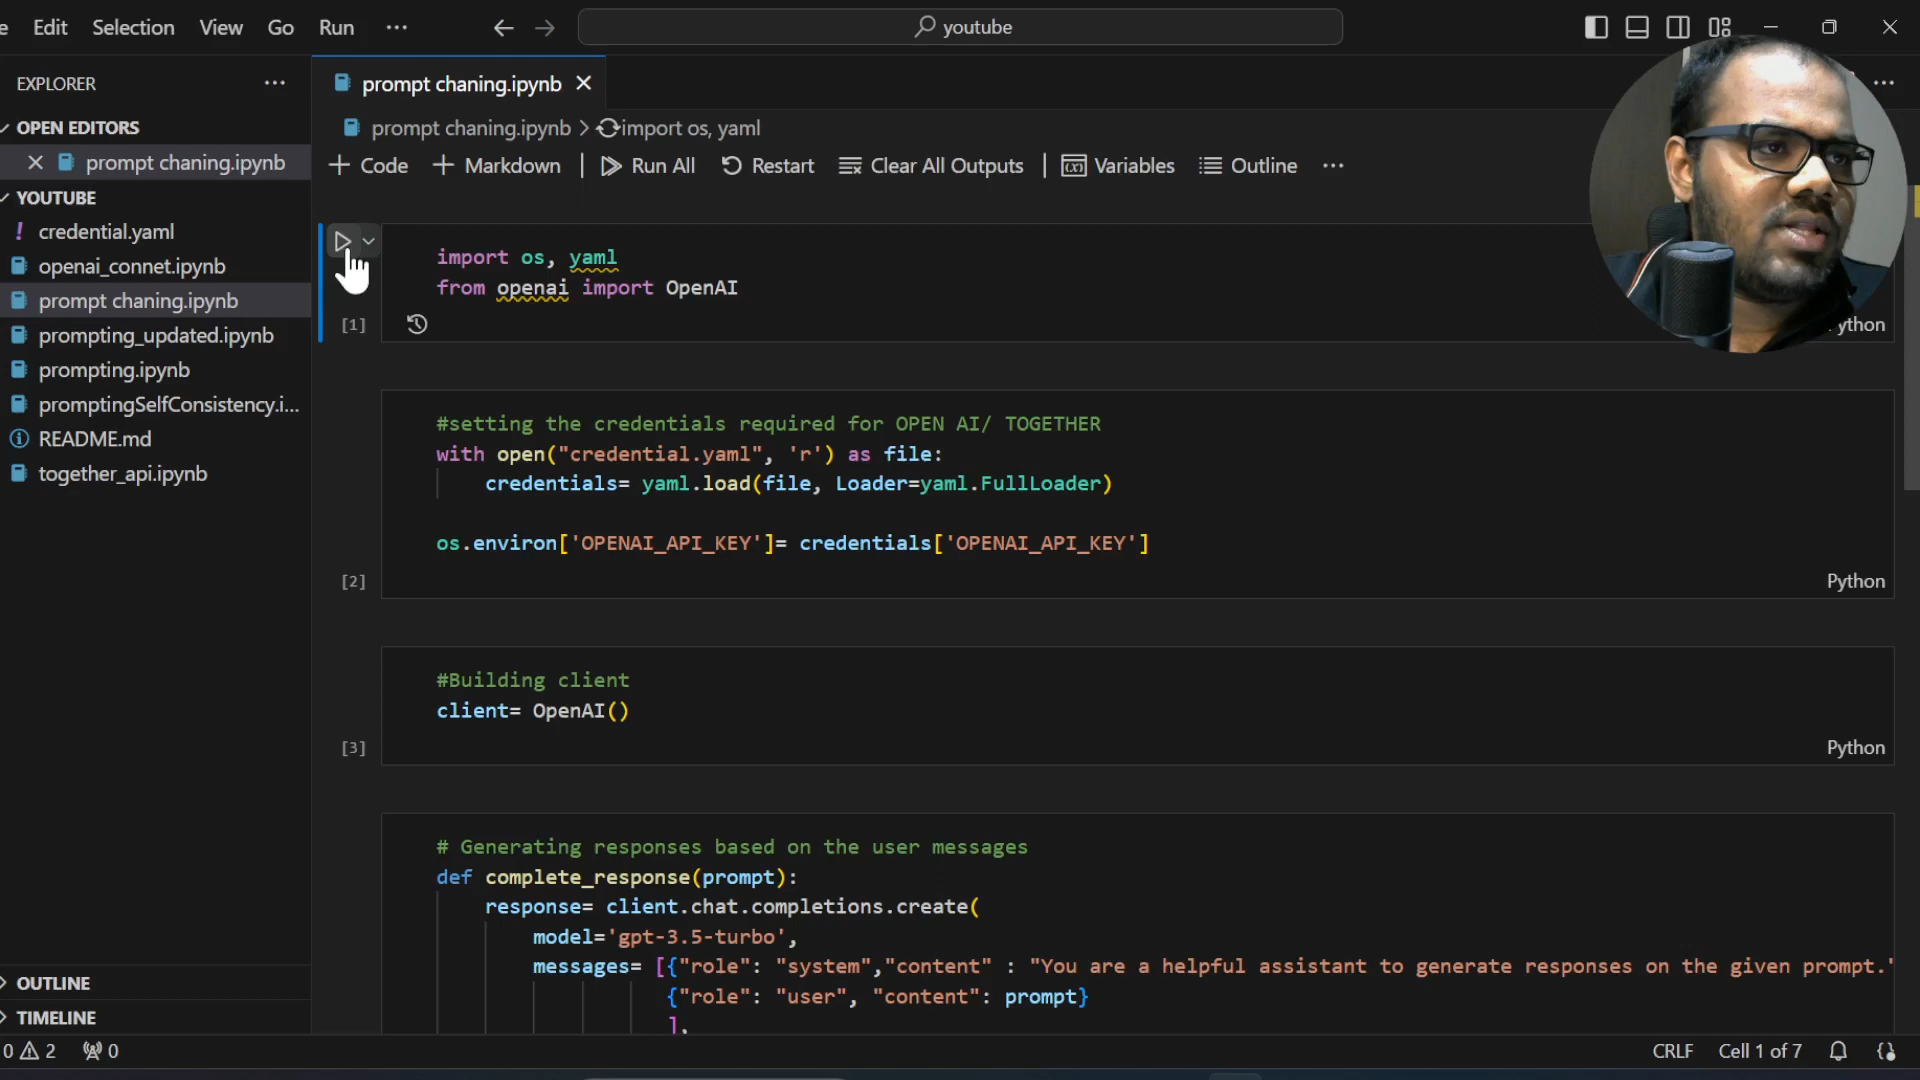 Edit Selection View Go Run ···
youtube
EXPLORER ···
OPEN EDITORS
prompt chaning.ipynb
YOUTUBE
! credential.yaml
openai_connet.ipynb
prompt chaning.ipynb
prompting_updated.ipynb
prompting.ipynb
promptingSelfConsistency.i...
README.md
together_api.ipynb
OUTLINE
TIMELINE
prompt chaning.ipynb
prompt chaning.ipynb > import os, yaml
+ Code + Markdown | Run All Restart Clear All Outputs | Variables Outline ···
import os, yaml
from openai import OpenAI
[1]
ython
#setting the credentials required for OPEN AI/ TOGETHER
with open("credential.yaml", 'r') as file:
credentials= yaml.load(file, Loader=yaml.FullLoader)
os.environ['OPENAI_API_KEY']= credentials['OPENAI_API_KEY']
[2]
Python
#Building client
client= OpenAI()
[3]
Python
# Generating responses based on the user messages
def complete_response(prompt):
response= client.chat.completions.create(
model='gpt-3.5-turbo',
messages= [{"role": "system","content" : "You are a helpful assistant to generate responses on the given prompt."
{"role": "user", "content": prompt}
],
0 2 0
CRLF Cell 1 of 7